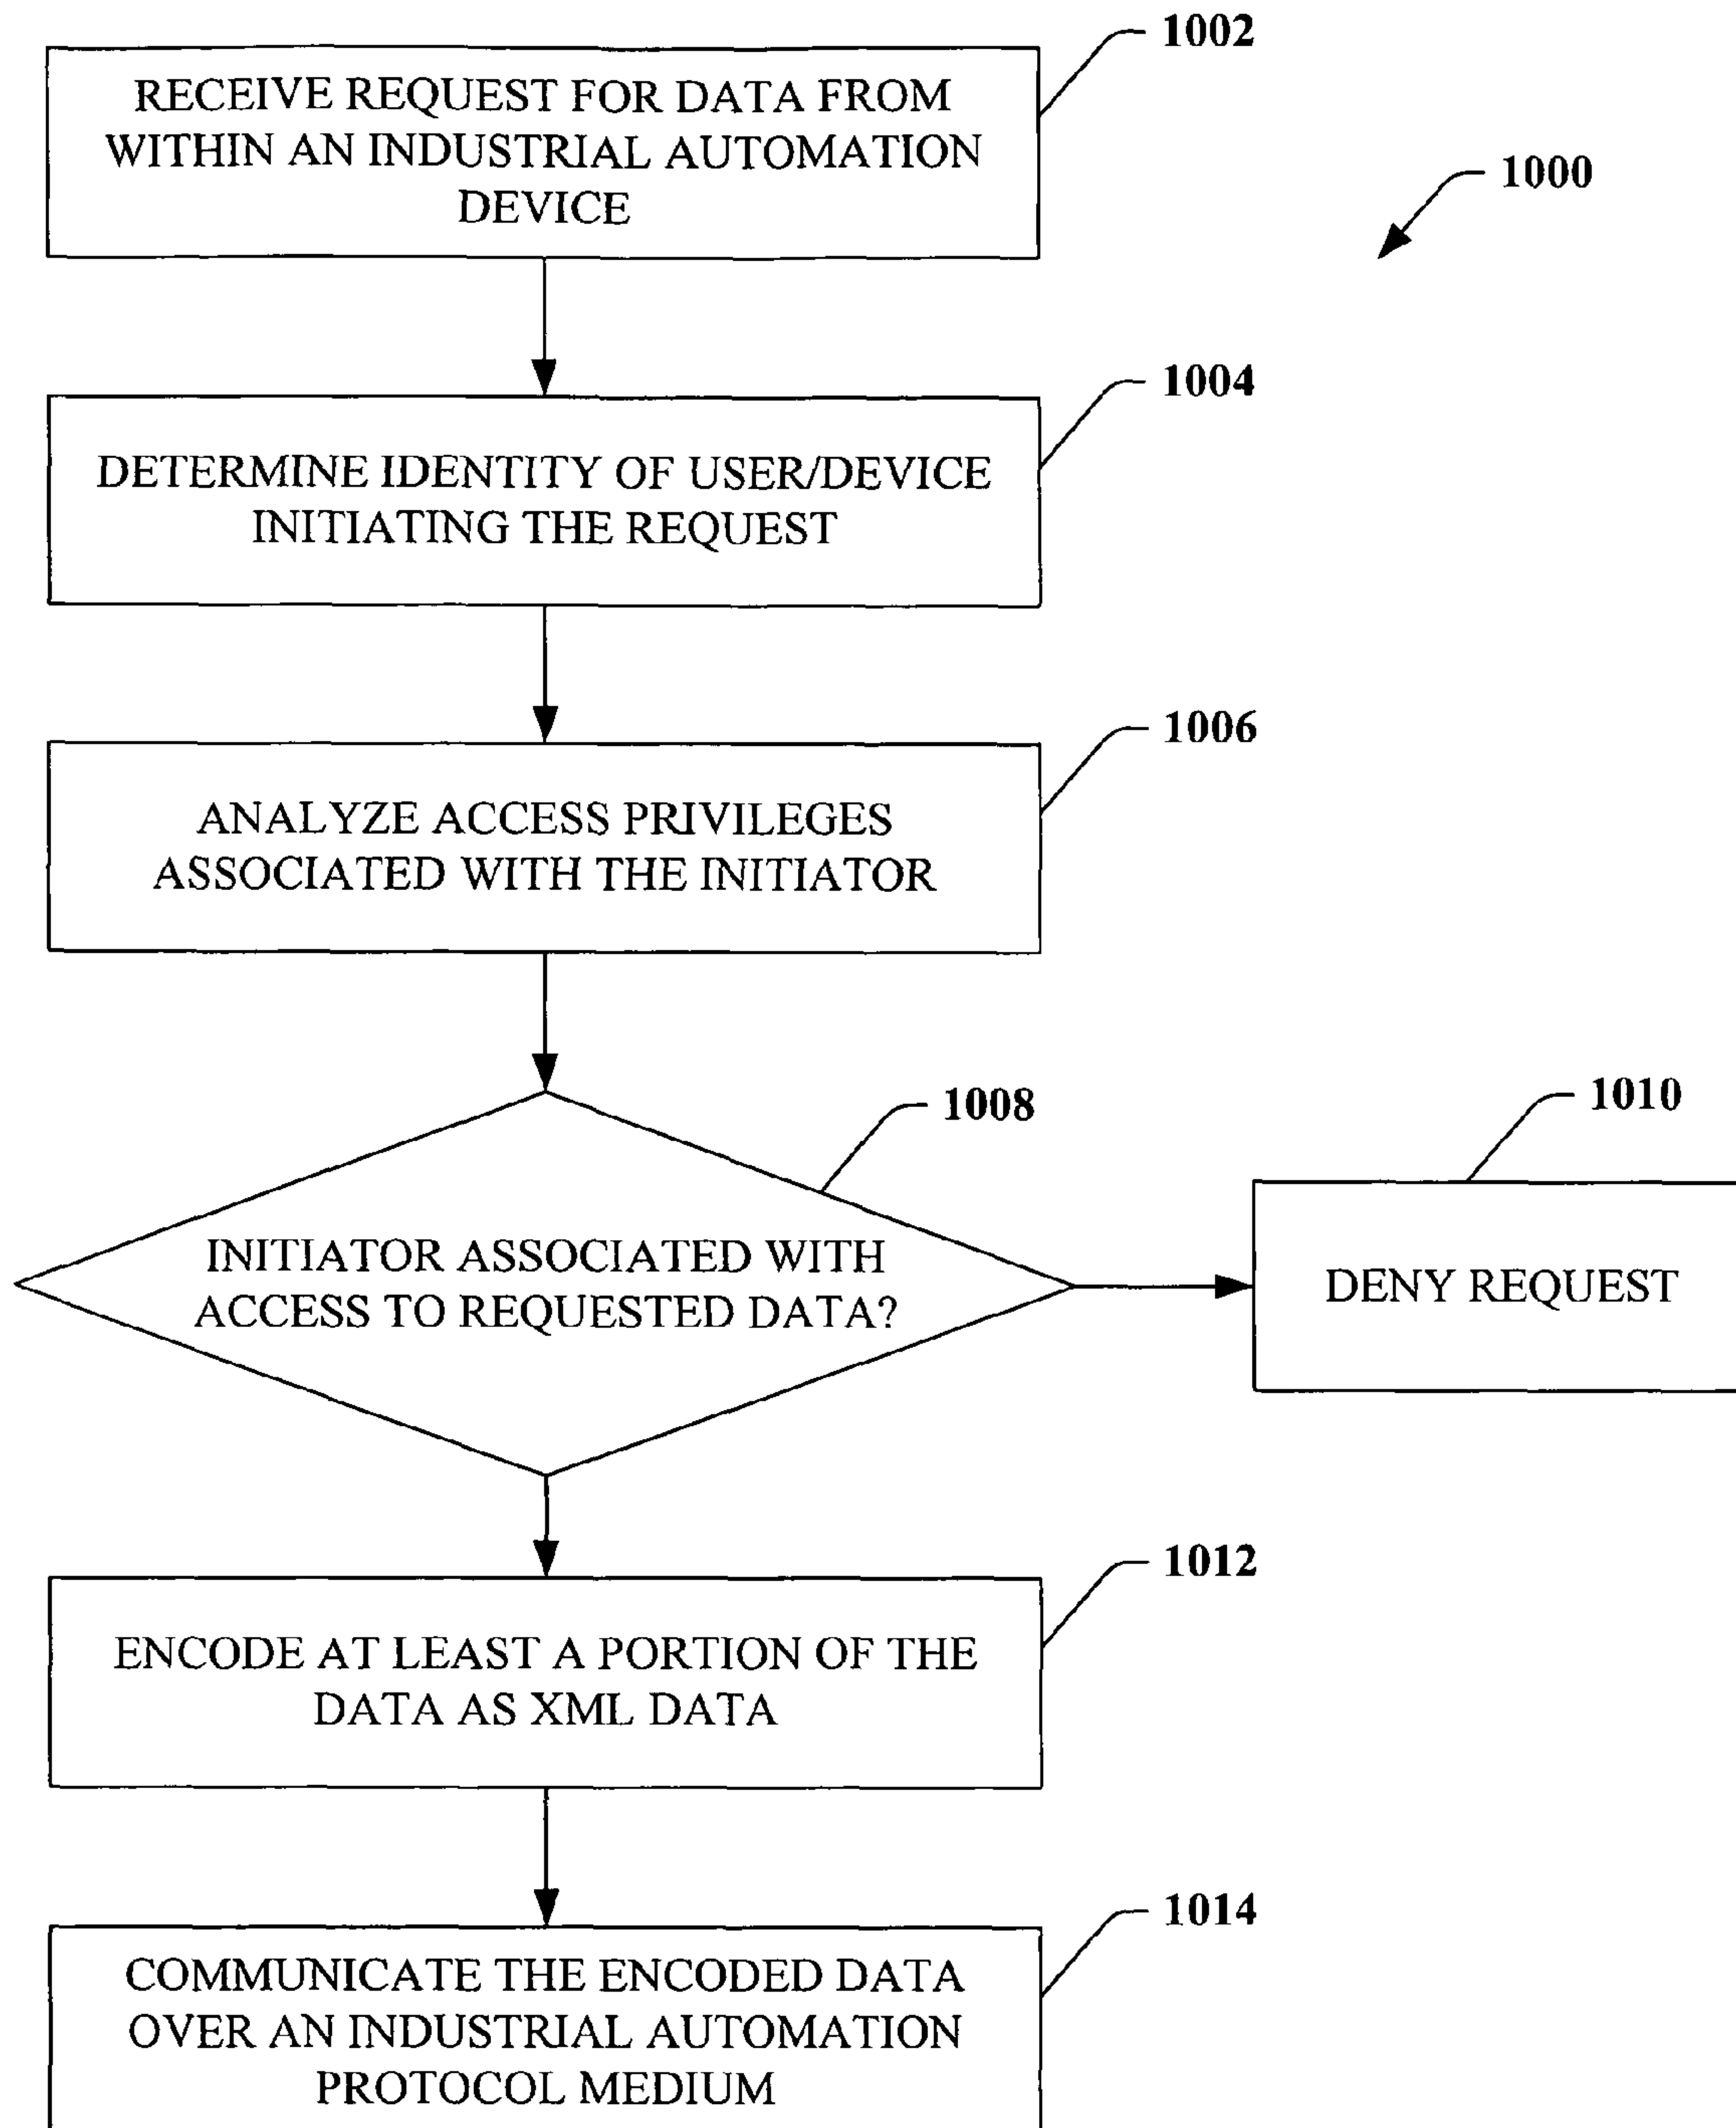 1002
RECEIVE REQUEST FOR DATA FROM
WITHIN AN INDUSTRIAL AUTOMATION
DEVICE
1000
1004
DETERMINE IDENTITY OF USER/DEVICE
INITIATING THE REQUEST
1006
ANALYZE ACCESS PRIVILEGES
ASSOCIATED WITH THE INITIATOR
1008
INITIATOR ASSOCIATED WITH
ACCESS TO REQUESTED DATA?
1010
DENY REQUEST
1012
ENCODE AT LEAST A PORTION OF THE
DATA AS XML DATA
1014
COMMUNICATE THE ENCODED DATA
OVER AN INDUSTRIAL AUTOMATION
PROTOCOL MEDIUM